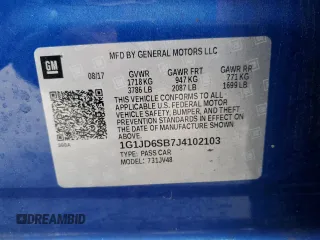 GM
MFD BY GENERAL MOTORS LLC
08/17
GVWR GAWR FRT GAWR RR
1718 KG 947 KG 771 KG
3786 LB 2087 LB 1699 LB
THIS VEHICLE CONFORMS TO ALL APPLICABLE U.S. FEDERAL MOTOR VEHICLE SAFETY, BUMPER, AND THEFT PREVENTION STANDARDS IN EFFECT ON THE DATE OF MANUFACTURE SHOWN ABOVE.
1G1JD6SB7J4102103
TYPE: PASS CAR
MODEL: 731JV48
DREAMBID